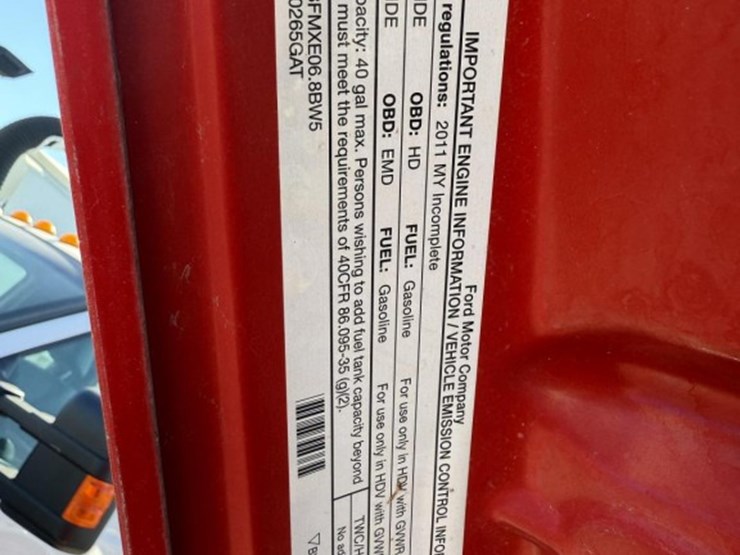 Ford Motor Company
IMPORTANT ENGINE INFORMATION / VEHICLE EMISSION CONTROL INFO
regulations: 2011 MY Incomplete
IDE OBD: HD FUEL: Gasoline For use only in HDV with GVWR
IDE OBD: EMD FUEL: Gasoline For use only in HDV with GVW
pacity: 40 gal max. Persons wishing to add fuel tank capacity beyond TWC/H
must meet the requirements of 40CFR 86.095-35 (g)(2). No ad
FMXE06.8BW5
0265GAT